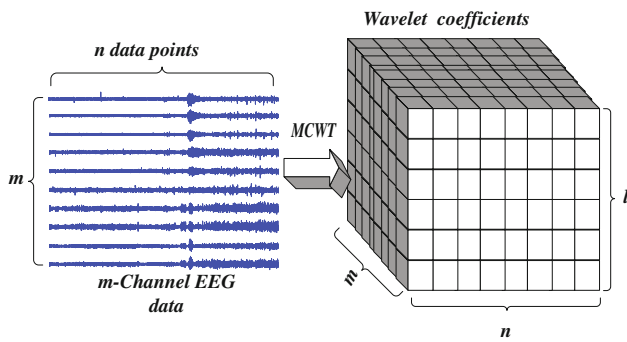 Wavelet coefficients
n data points
MCWT
m
l
m
m-Channel EEG
data
n